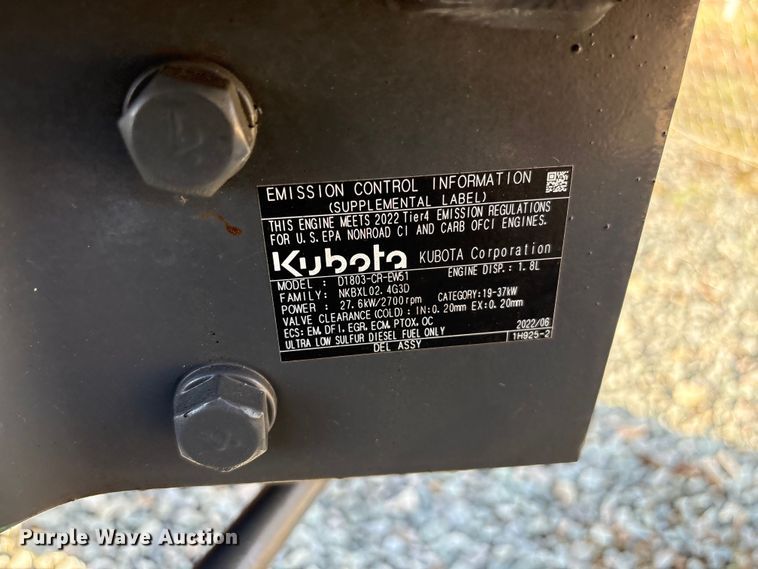 EMISSION CONTROL INFORMATION
(SUPPLEMENTAL LABEL)
THIS ENGINE MEETS 2022 Tier4 EMISSION REGULATIONS
FOR U.S.EPA NONROAD CI AND CARB OFCI ENGINES.
Kubota KUBOTA Corporation
MODEL: D1803-CR-EW51 ENGINE DISP.: 1.8L
FAMILY: NKBXL02.4G3D
POWER : 27.6kW/2700rpm CATEGORY:19-37kW
VALVE CLEARANCE(COLD): IN:0.20mm EX:0.20mm
ECS: EM,DFI,EGR,ECM,PTOX,OC 2022/06
ULTRA LOW SULFUR DIESEL FUEL ONLY 1H925-2
DEL ASSY
Purple Wave Auction